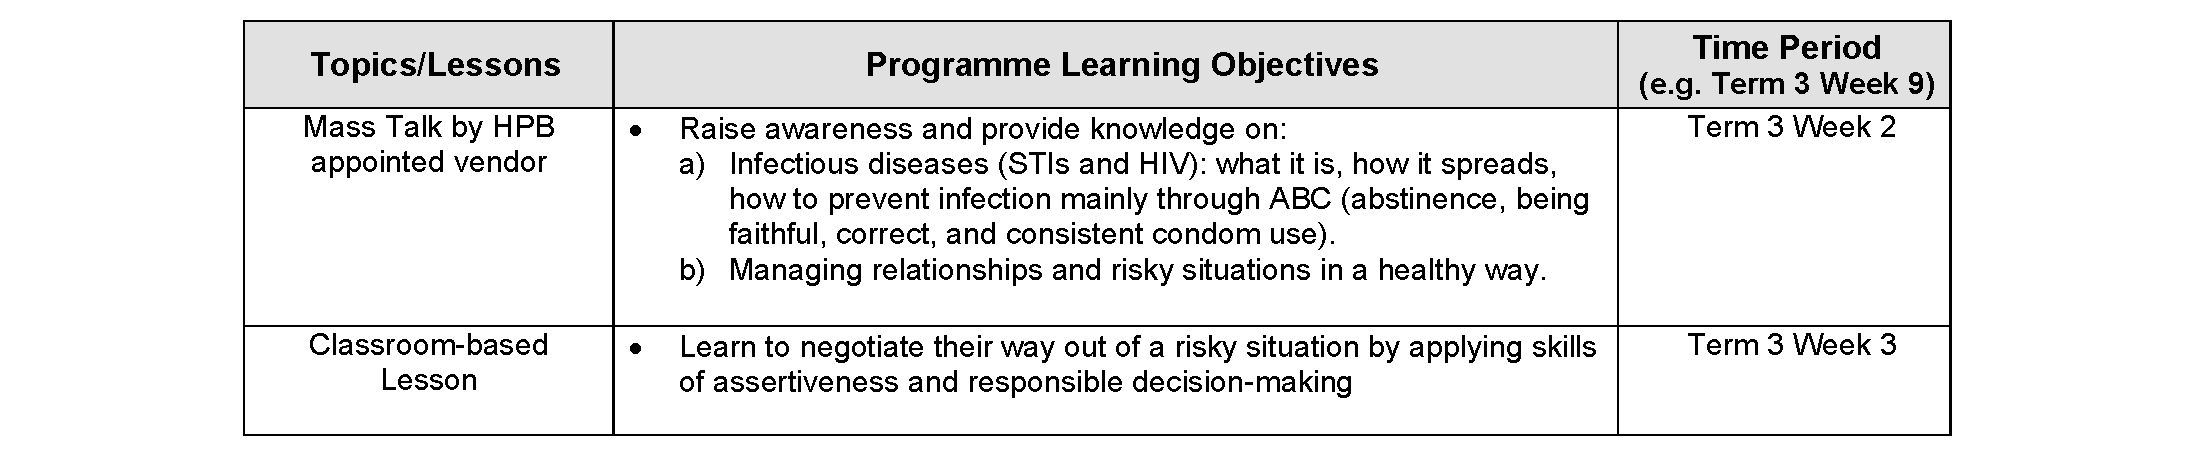 Topics/Lessons
Programme Learning Objectives
Time Period
(e.g. Term 3 Week 9)
Mass Talk by HPB
appointed vendor
• Raise awareness and provide knowledge on:
a) Infectious diseases (STIs and HIV): what it is, how it spreads,
how to prevent infection mainly through ABC (abstinence, being
faithful, correct, and consistent condom use).
b) Managing relationships and risky situations in a healthy way.
Term 3 Week 2
Classroom-based
Lesson
• Learn to negotiate their way out of a risky situation by applying skills
of assertiveness and responsible decision-making
Term 3 Week 3